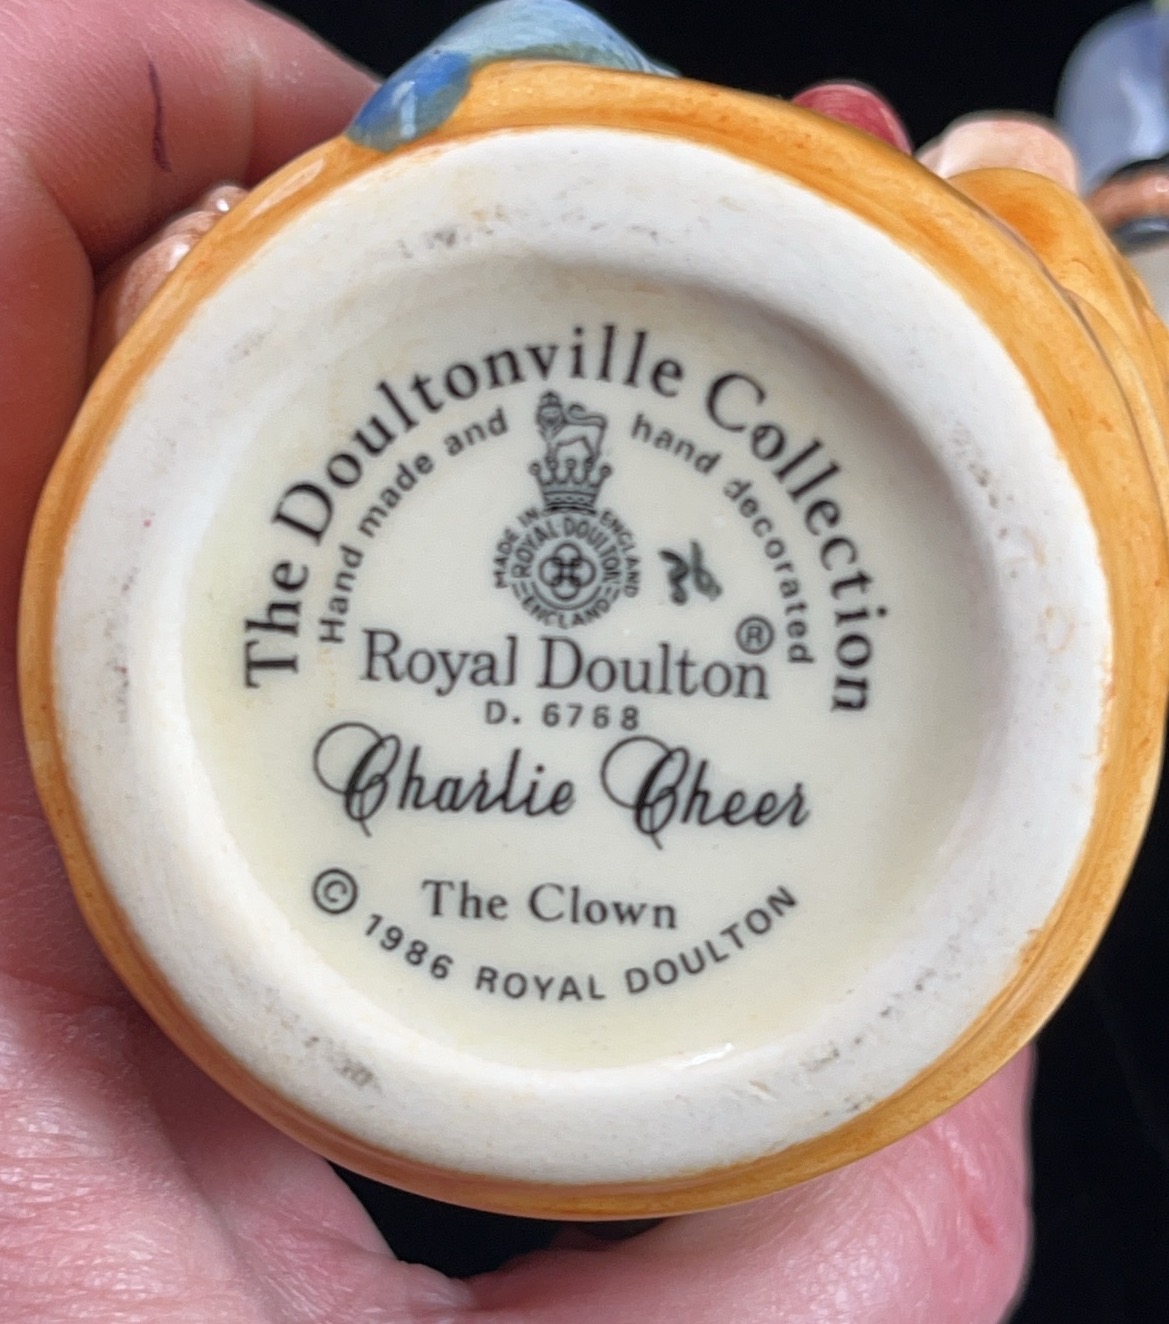 The Doultonville Collection
Hand made and hand decorated
MADE IN ENGLAND
ROYAL DOULTON
ENGLAND
Royal Doulton®
D. 6768
Charlie Cheer
The Clown
© 1986 ROYAL DOULTON